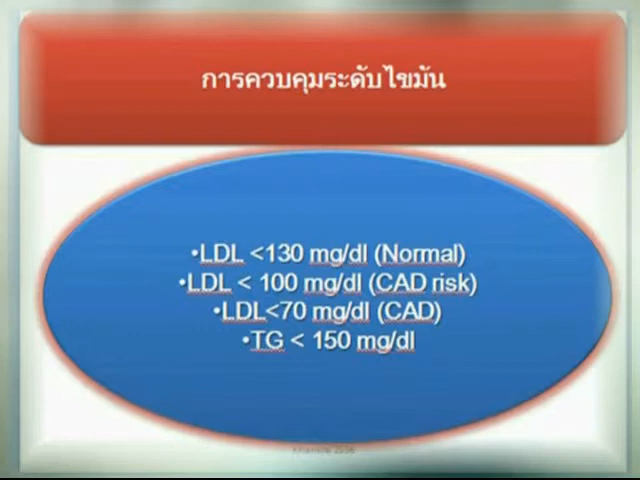 การควบคุมระดับไขมัน
•LDL <130 mg/dl (Normal)
•LDL < 100 mg/dl (CAD risk)
•LDL<70 mg/dl (CAD)
•TG < 150 mg/dl